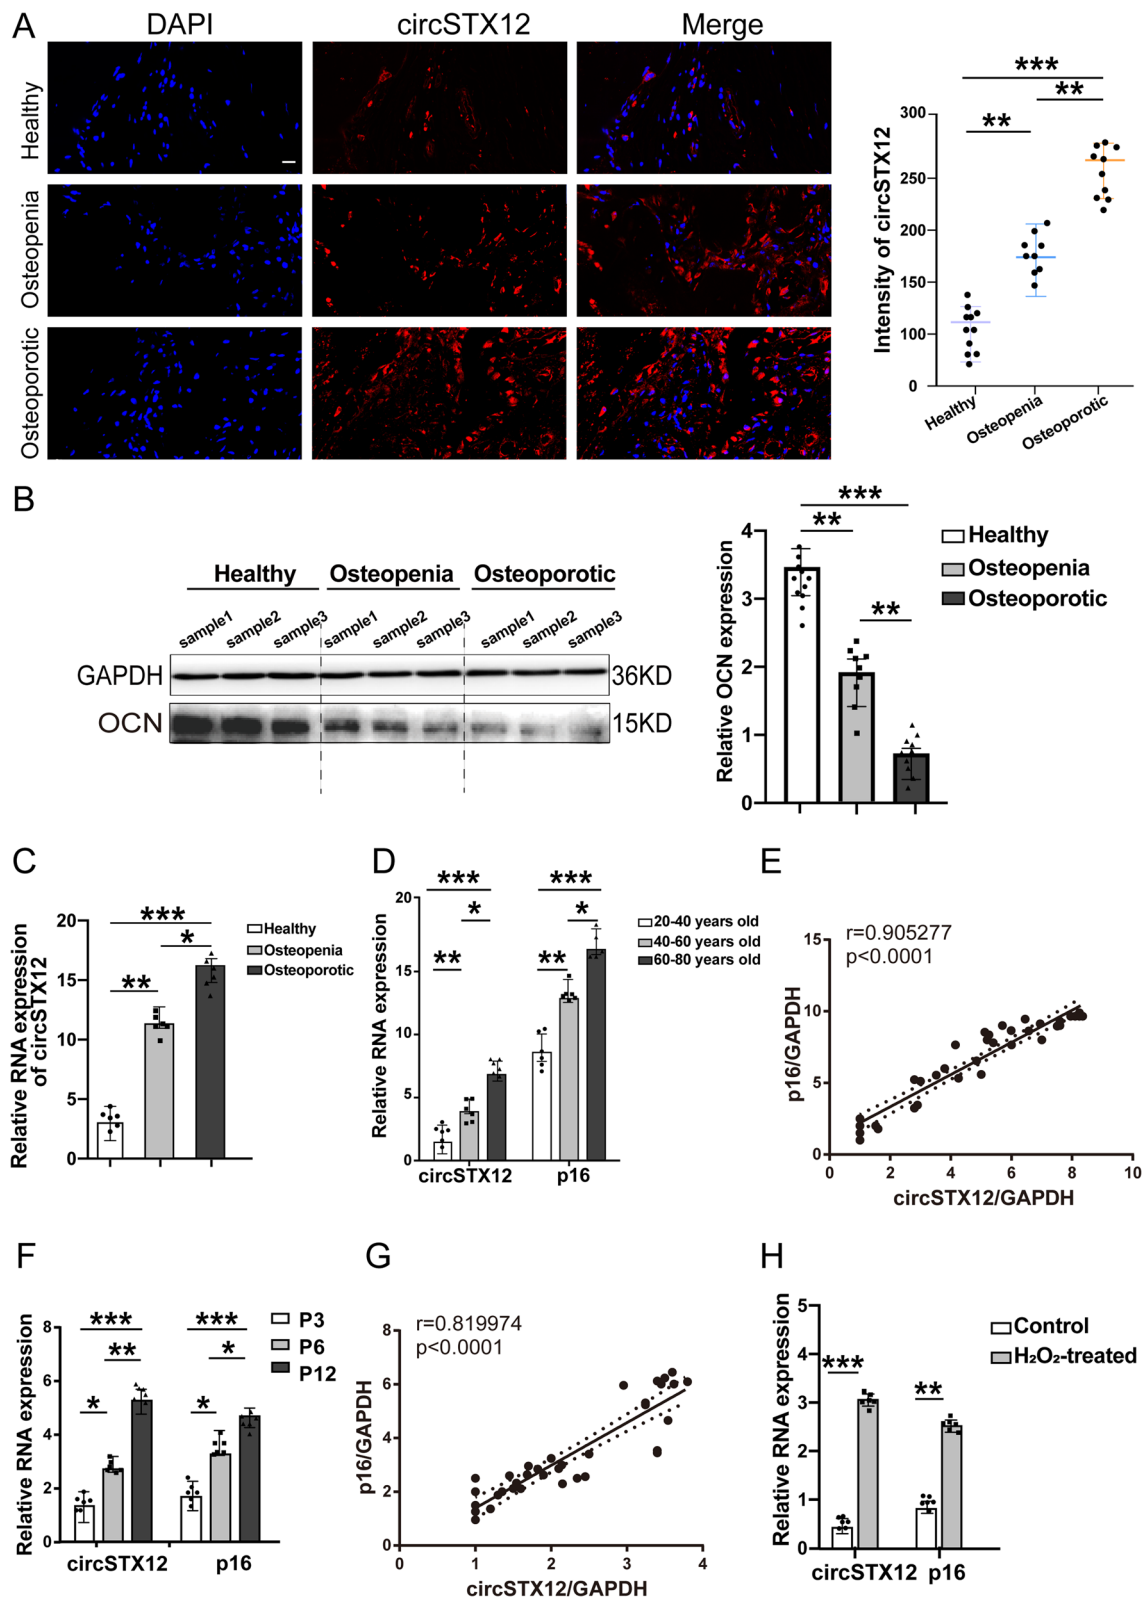 A
DAPI
circSTX12
Merge
Healthy
Osteopenia
Osteoporotic
***
**
**
Intensity of circSTX12
300
250
200
150
100
0
Healthy
Osteopenia
Osteoporotic
B
Healthy
Osteopenia
Osteoporotic
sample1
sample2
sample3
sample1
sample2
sample3
sample1
sample2
sample3
GAPDH
36KD
OCN
15KD
***
**
**
Relative OCN expression
4
3
2
1
0
Healthy
Osteopenia
Osteoporotic
C
***
*
**
Relative RNA expression
of circSTX12
20
15
10
5
0
Healthy
Osteopenia
Osteoporotic
D
***
*
**
***
*
**
Relative RNA expression
20
15
10
5
0
circSTX12
p16
20-40 years old
40-60 years old
60-80 years old
E
r=0.905277
p<0.0001
p16/GAPDH
15
10
5
0
0
2
4
6
8
10
circSTX12/GAPDH
F
***
**
*
***
*
*
Relative RNA expression
8
6
4
2
0
circSTX12
p16
P3
P6
P12
G
r=0.819974
p<0.0001
p16/GAPDH
8
6
4
2
0
0
1
2
3
4
circSTX12/GAPDH
H
***
**
Relative RNA expression
5
4
3
2
1
0
circSTX12
p16
Control
H₂O₂-treated